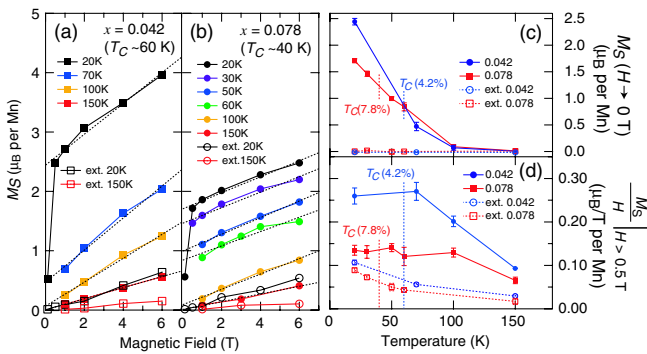 (a)
x = 0.042
(T_C ~60 K)
20K
70K
100K
150K
ext. 20K
ext. 150K
M_S (µ_B per Mn)
4
3
2
1
0
0 2 4 6
(b)
x = 0.078
(T_C ~40 K)
20K
30K
50K
60K
100K
150K
ext. 20K
ext.150K
0 2 4 6
Magnetic Field (T)
(c)
0.042
0.078
ext. 0.042
ext. 0.078
T_C (4.2%)
T_C(7.8%)
2.5
2.0
1.5
1.0
0.5
0.0
M_S (H → 0 T)
(µB per Mn)
(d)
T_C (4.2%)
0.042
0.078
ext. 0.042
ext. 0.078
T_C(7.8%)
0.30
0.20
0.10
0.00
M_S
H
H > 0.5 T
(µ_B/T per Mn)
0 50 100 150
Temperature (K)